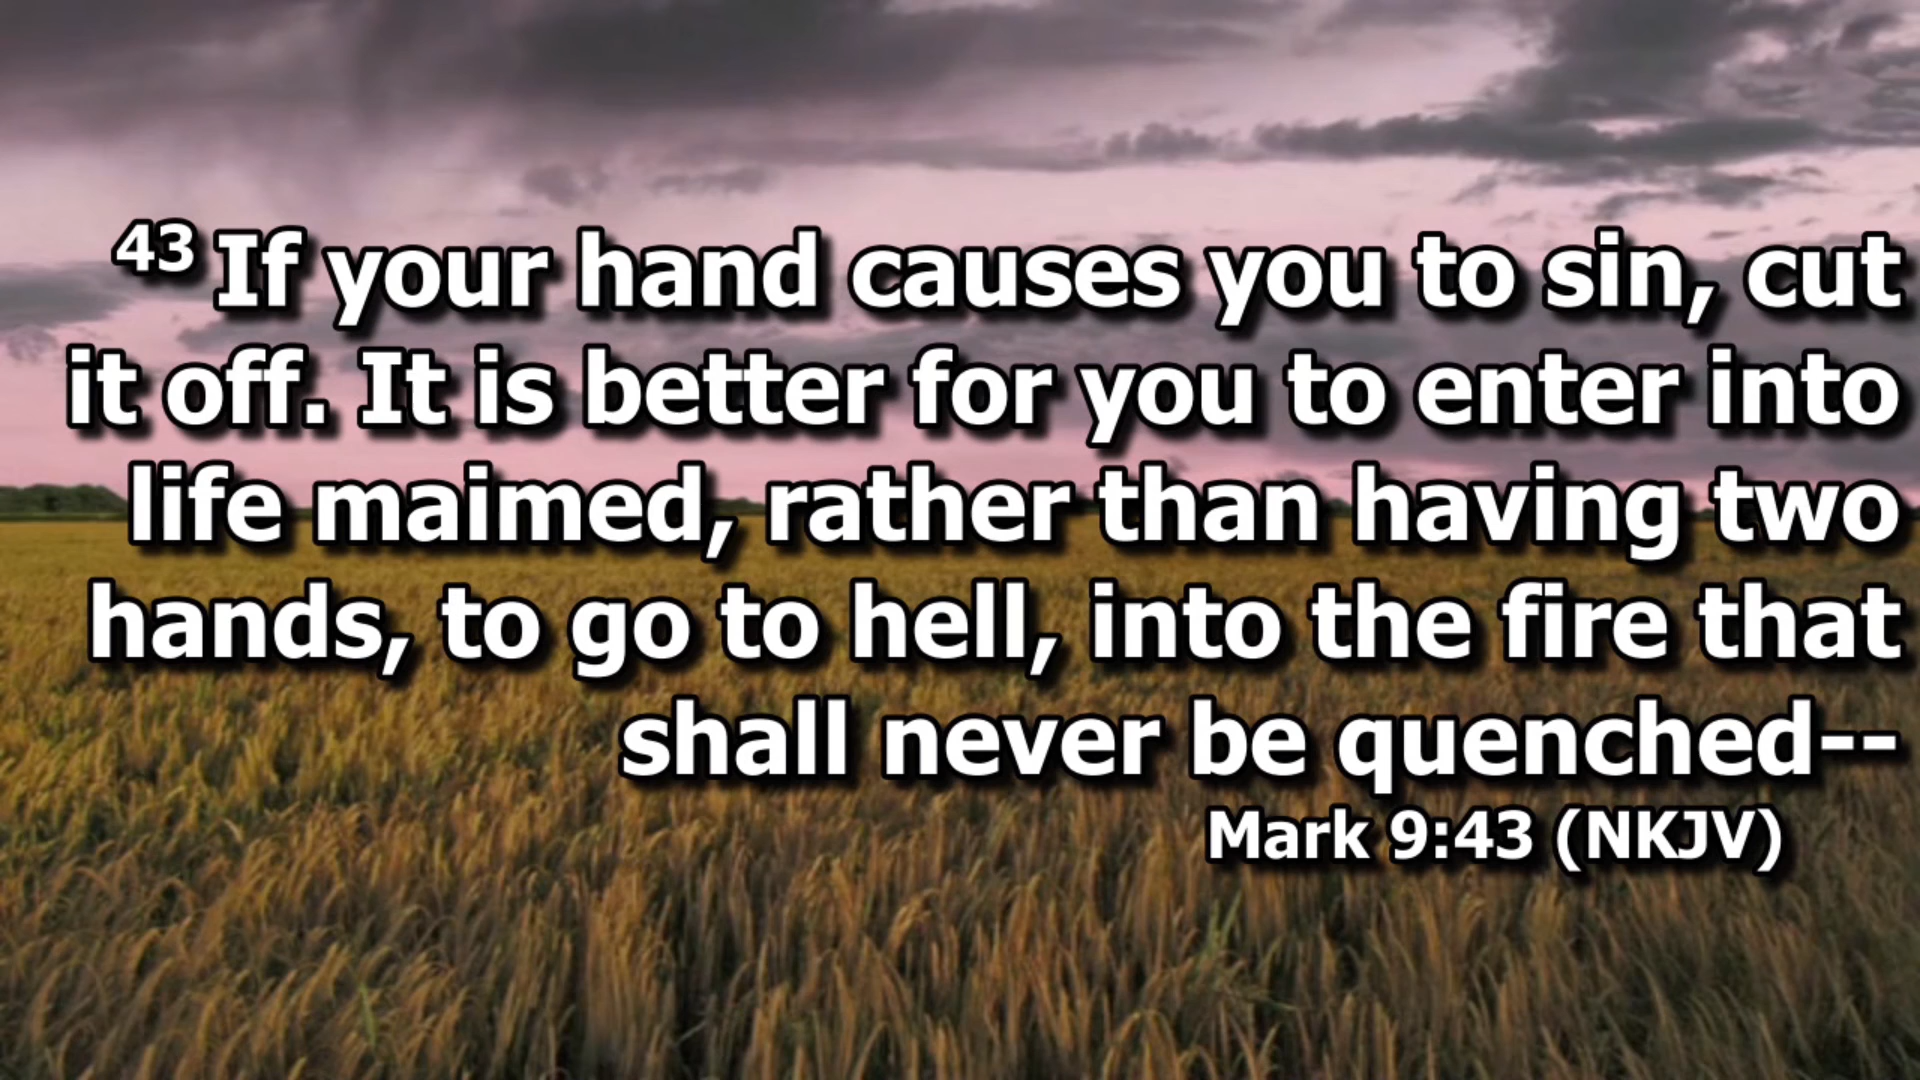 43 If your hand causes you to sin, cut
it off. It is better for you to enter into
life maimed, rather than having two
hands, to go to hell, into the fire that
shall never be quenched--
Mark 9:43 (NKJV)